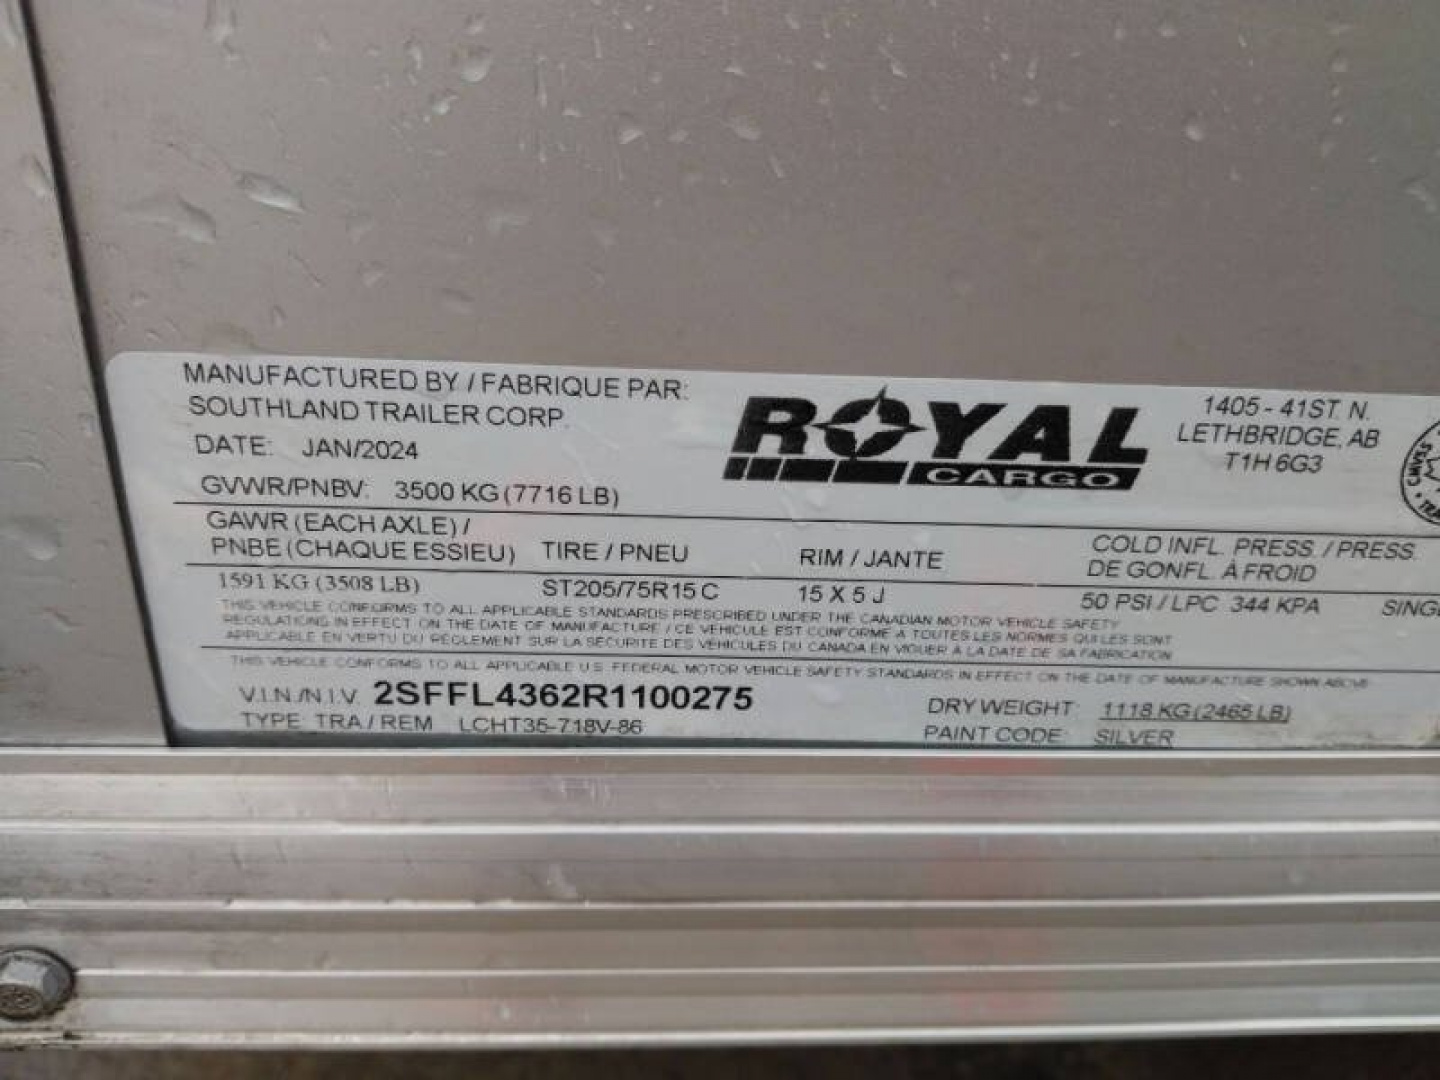 MANUFACTURED BY / FABRIQUE PAR:
SOUTHLAND TRAILER CORP.
DATE: JAN/2024
GVWR/PNBV: 3500 KG (7716 LB)
ROYAL
CARGO
1405 - 41ST. N.
LETHBRIDGE, AB
T1H 6G3
GAWR (EACH AXLE) /
PNBE (CHAQUE ESSIEU)
TIRE / PNEU
RIM / JANTE
COLD INFL. PRESS. / PRESS.
DE GONFL. À FROID
1591 KG (3508 LB)
ST205/75R15 C
15 X 5 J
50 PSI / LPC 344 KPA
THIS VEHICLE CONFORMS TO ALL APPLICABLE STANDARDS PRESCRIBED UNDER THE CANADIAN MOTOR VEHICLE SAFETY
REGULATIONS IN EFFECT ON THE DATE OF MANUFACTURE / CE VEHICULE EST CONFORME A TOUTES LES NORMES QUI LES SONT
APPLICABLE EN VERTU DU REGLEMENT SUR LA SECURITE DES VEHICULES DU CANADA EN VIGUER À LA DATE DE SA FABRICATION
THIS VEHICLE CONFORMS TO ALL APPLICABLE U.S. FEDERAL MOTOR VEHICLE SAFETY STANDARDS IN EFFECT ON THE DATE OF MANUFACTURE SHOWN ABOVE
V.I.N./N.I.V. 2SFFL4362R1100275
DRY WEIGHT: 1118 KG (2465 LB)
TYPE TRA / REM LCHT35-718V-86
PAINT CODE: SILVER